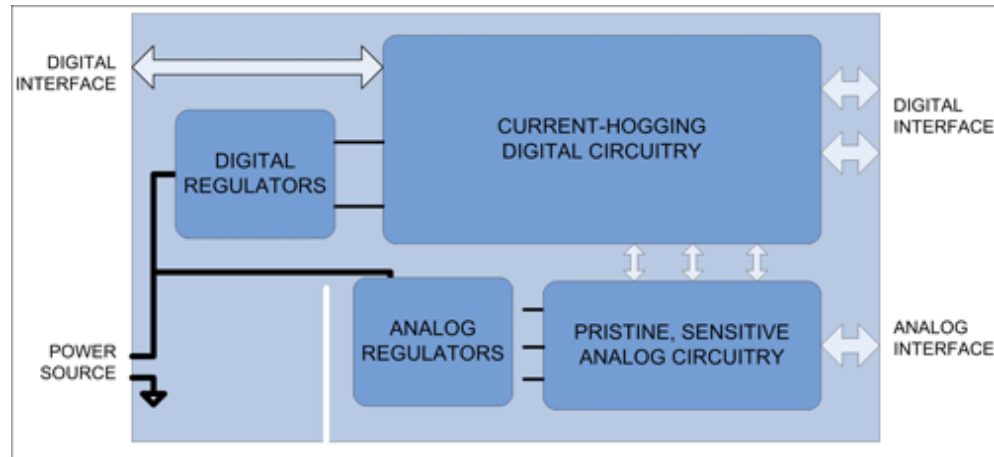 DIGITAL
INTERFACE
CURRENT-HOGGING
DIGITAL CIRCUITRY
DIGITAL
INTERFACE
DIGITAL
REGULATORS
POWER
SOURCE
ANALOG
REGULATORS
PRISTINE, SENSITIVE
ANALOG CIRCUITRY
ANALOG
INTERFACE